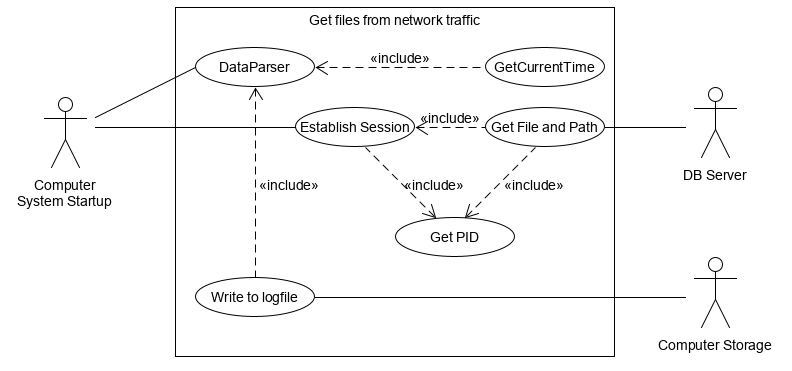 Get files from network traffic
DataParser
«include»
GetCurrentTime
Establish Session
«include»
Get File and Path
Computer
System Startup
DB Server
«include»
«include»
«include»
Get PID
Write to logfile
Computer Storage